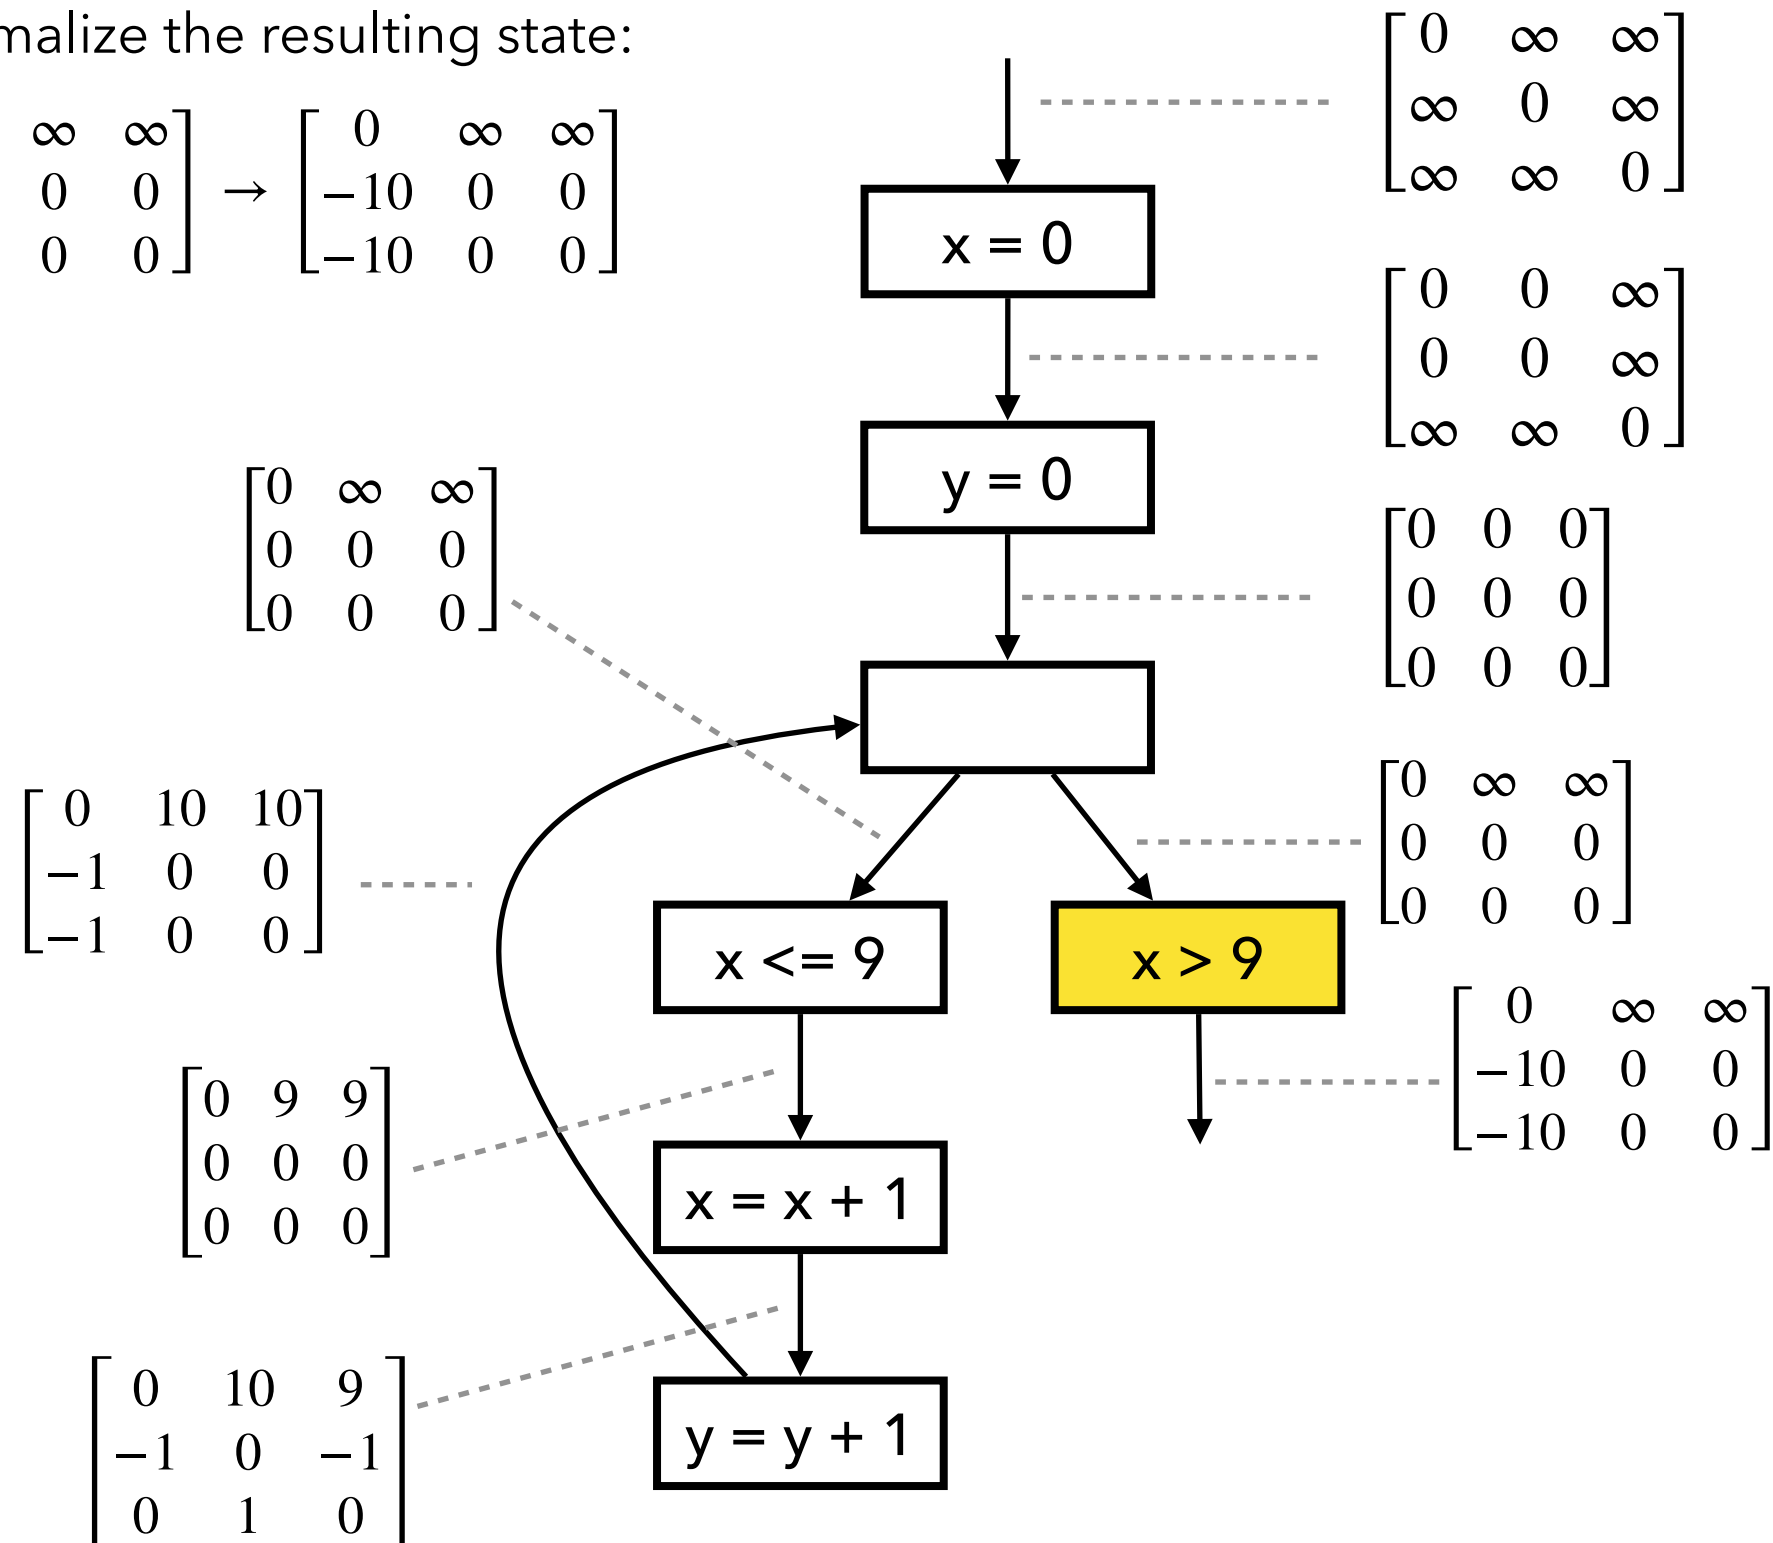 malize the resulting state:
∞ ∞
0 0
0 0
→
0 ∞ ∞
−10 0 0
−10 0 0
0 ∞ ∞
∞ 0 ∞
∞ ∞ 0
x = 0
0 0 ∞
0 0 ∞
∞ ∞ 0
y = 0
0 0 0
0 0 0
0 0 0
0 ∞ ∞
0 0 0
0 0 0
0 10 10
−1 0 0
−1 0 0
0 ∞ ∞
0 0 0
0 0 0
x <= 9
x > 9
0 ∞ ∞
−10 0 0
−10 0 0
0 9 9
0 0 0
0 0 0
x = x + 1
0 10 9
−1 0 −1
0 1 0
y = y + 1